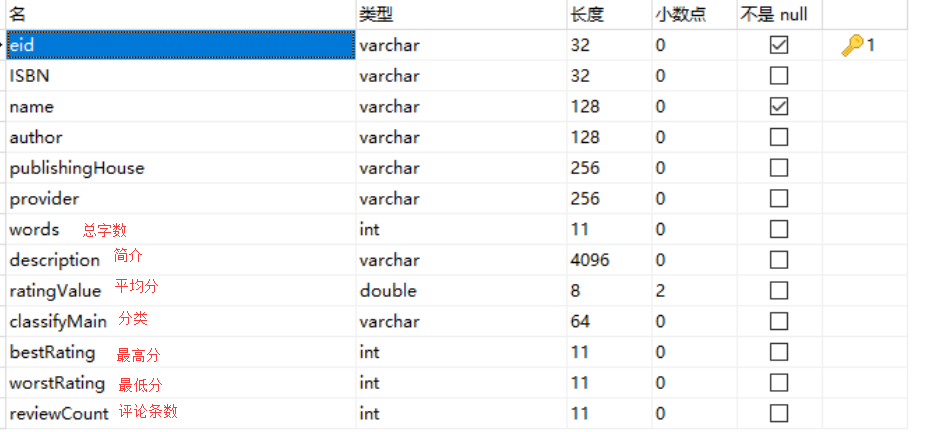 名 类型 长度 小数点 不是 null
eid varchar 32 0 1
ISBN varchar 32 0
name varchar 128 0
author varchar 128 0
publishingHouse varchar 256 0
provider varchar 256 0
words 总字数 int 11 0
description 简介 varchar 4096 0
ratingValue 平均分 double 8 2
classifyMain 分类 varchar 64 0
bestRating 最高分 int 11 0
worstRating 最低分 int 11 0
reviewCount 评论条数 int 11 0